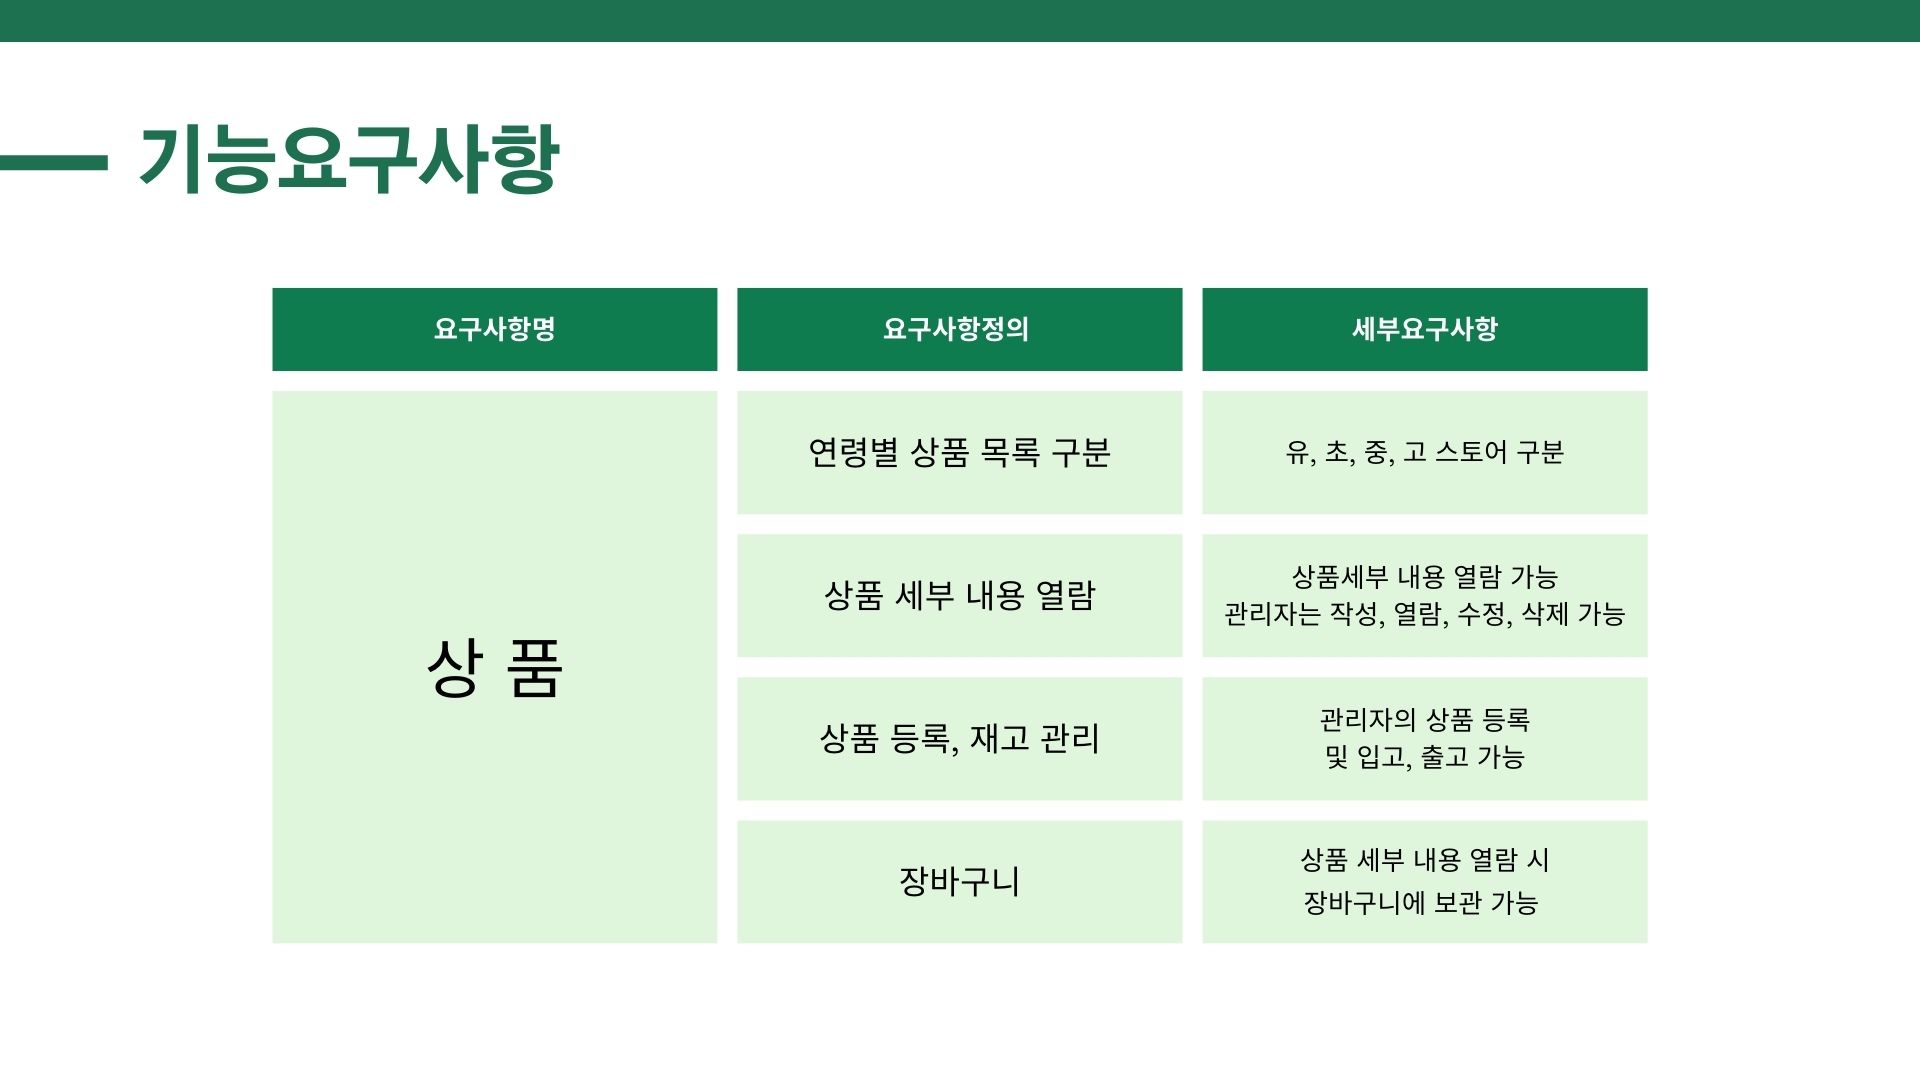 기능요구사항
요구사항명
요구사항정의
세부요구사항
상 품
연령별 상품 목록 구분
유, 초, 중, 고 스토어 구분
상품 세부 내용 열람
상품세부 내용 열람 가능
관리자는 작성, 열람, 수정, 삭제 가능
상품 등록, 재고 관리
관리자의 상품 등록
및 입고, 출고 가능
장바구니
상품 세부 내용 열람 시
장바구니에 보관 가능